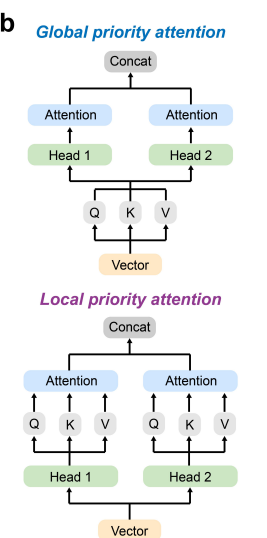 b
Global priority attention
Concat
Attention Attention
Head 1 Head 2
Q K V
Vector
Local priority attention
Concat
Attention Attention
Q K V Q K V
Head 1 Head 2
Vector